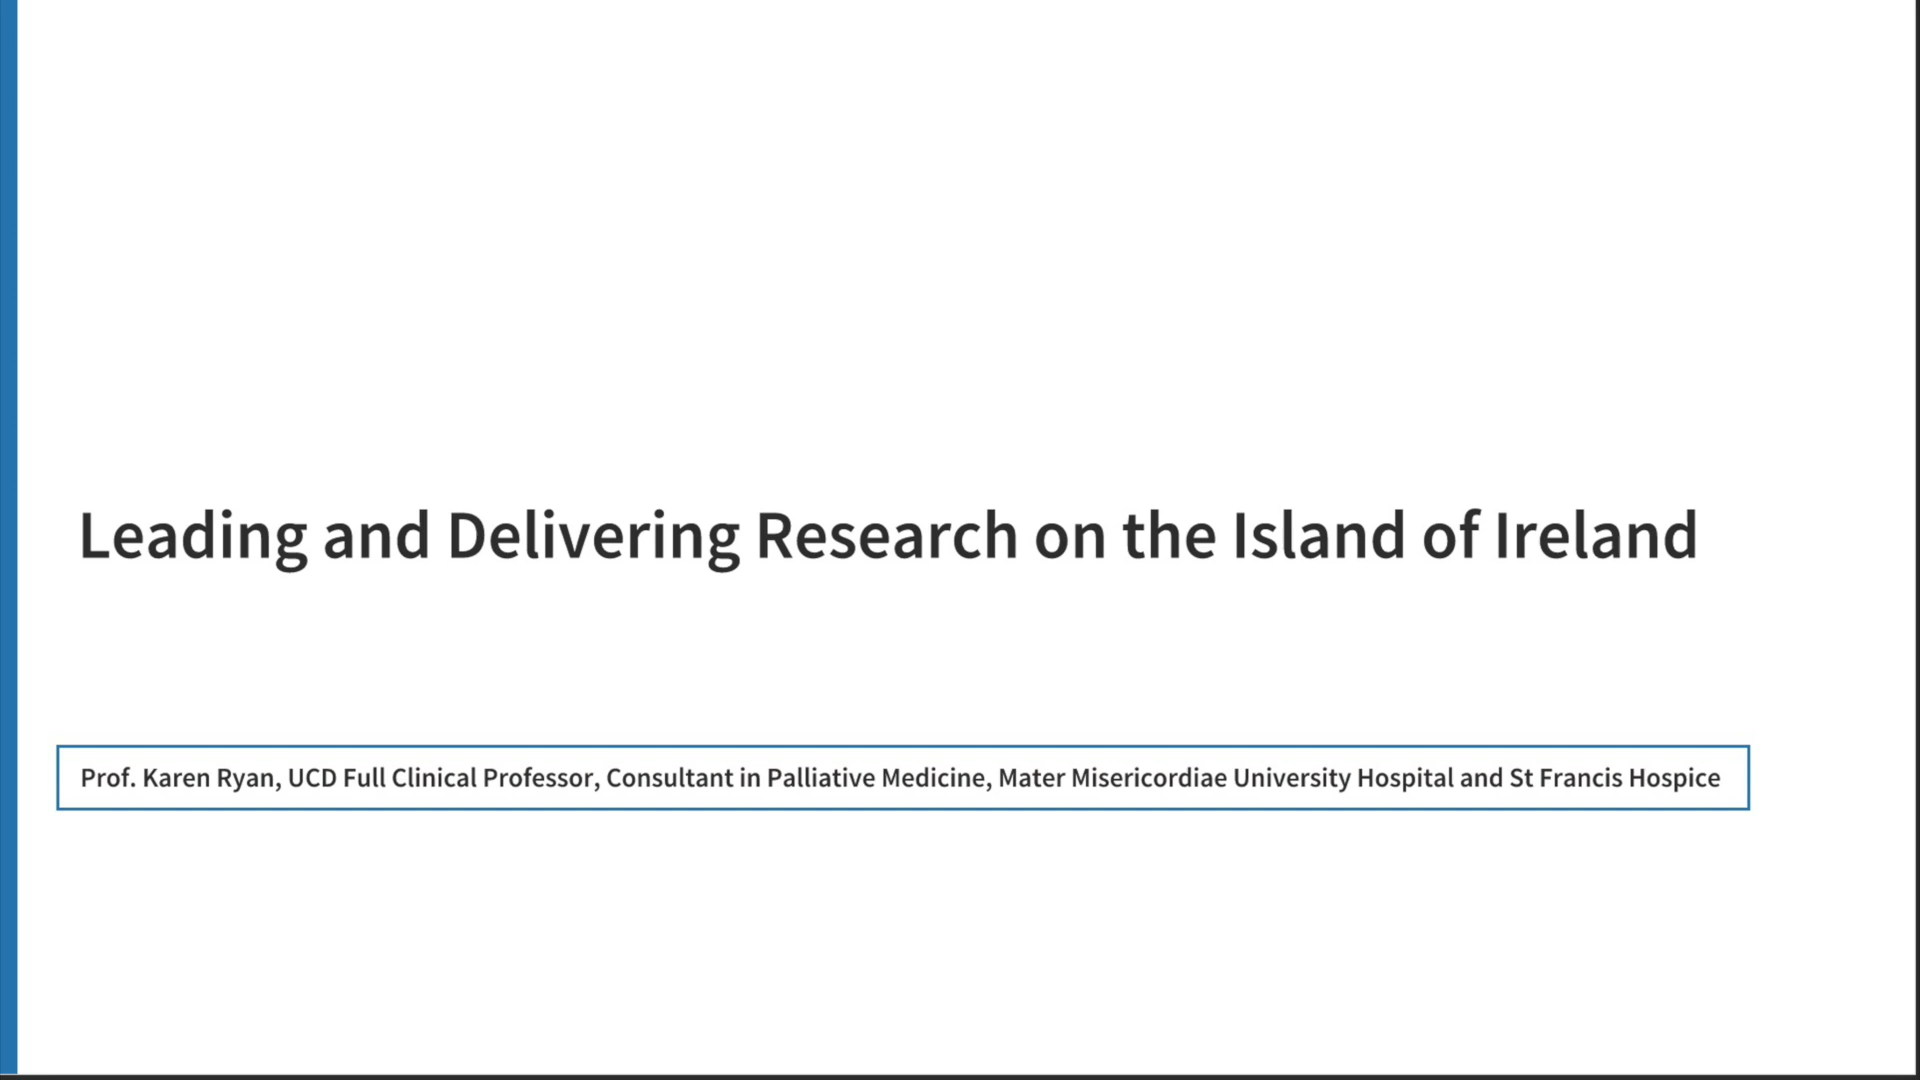 Leading and Delivering Research on the Island of Ireland
Prof. Karen Ryan, UCD Full Clinical Professor, Consultant in Palliative Medicine, Mater Misericordiae University Hospital and St Francis Hospice